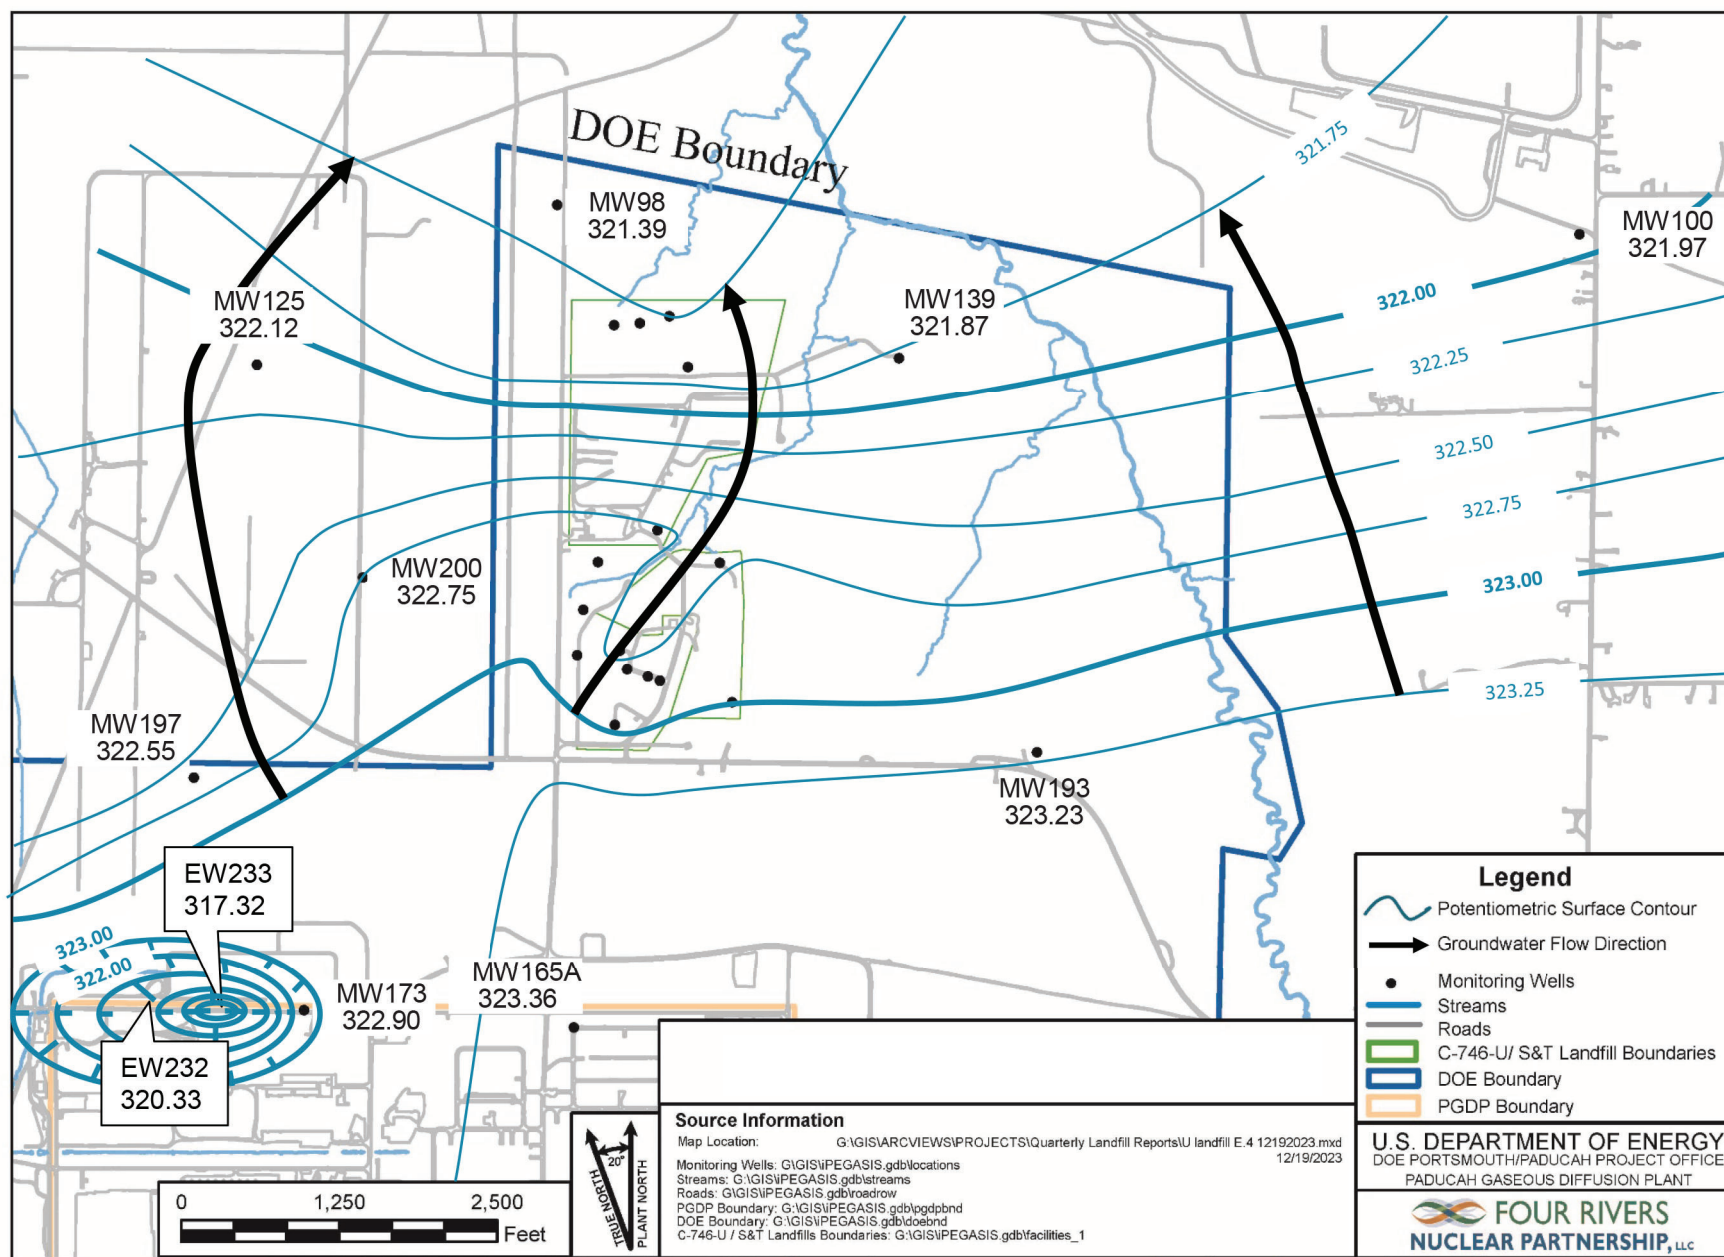 DOE Boundary
MW98
321.39
321.75
MW100
321.97
MW125
322.12
MW139
321.87
322.00
322.25
322.50
322.75
MW200
322.75
323.00
323.25
MW197
322.55
MW193
323.23
EW233
317.32
323.00
322.00
MW165A
323.36
MW173
322.90
EW232
320.33
Legend
Potentiometric Surface Contour
Groundwater Flow Direction
Monitoring Wells
Streams
Roads
C-746-U/ S&T Landfill Boundaries
DOE Boundary
PGDP Boundary
0 1,250 2,500
Feet
20°
TRUE NORTH
PLANT NORTH
Source Information
Map Location: G:\GIS\ARCVIEWS\PROJECTS\Quarterly Landfill Reports\U landfill E.4 12192023.mxd
12/19/2023
Monitoring Wells: G\GIS\iPEGASIS.gdb\locations
Streams: G:\GIS\iPEGASIS.gdb\streams
Roads: G\GIS\iPEGASIS.gdb\roadrow
PGDP Boundary: G:\GIS\iPEGASIS.gdb\pgdpbnd
DOE Boundary: G:\GIS\iPEGASIS.gdb\doebnd
C-746-U / S&T Landfills Boundaries: G:\GIS\iPEGASIS.gdb\facilities_1
U.S. DEPARTMENT OF ENERGY
DOE PORTSMOUTH/PADUCAH PROJECT OFFICE
PADUCAH GASEOUS DIFFUSION PLANT
FOUR RIVERS
NUCLEAR PARTNERSHIP, LLC